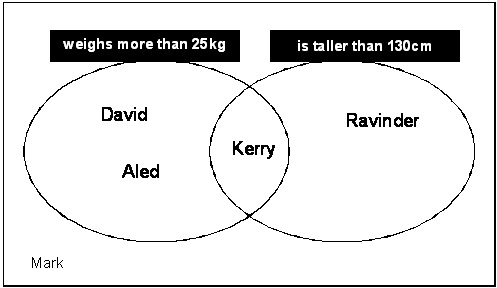 weighs more than 25kg
is taller than 130cm
David
Ravinder
Kerry
Aled
Mark